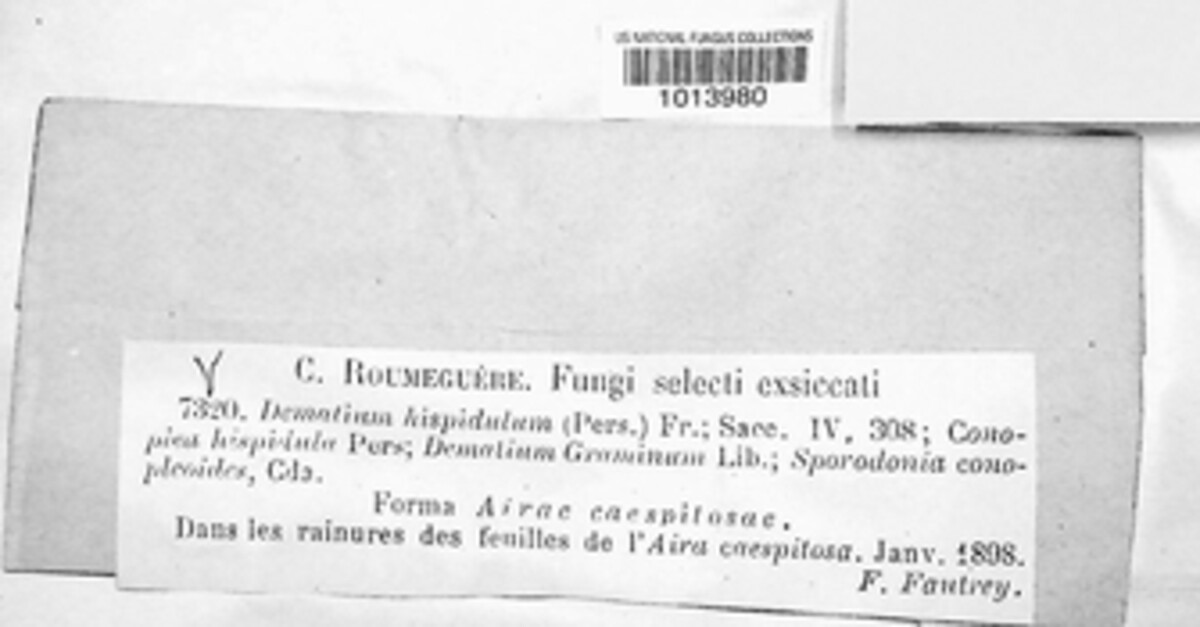 US NATIONAL FUNGUS COLLECTIONS
1013980
C. ROUMEGUÈRE. Fungi selecti exsiccati
7320. Dematium hispidulum (Pers.) Fr.; Sacc. IV. 308; Cono-
plea hispidula Pers; Dematium Graminum Lib.; Sporodonia cono-
pleoides, Cda.
Forma Airae caespitosae.
Dans les rainures des feuilles de l'Aira caespitosa. Janv. 1898.
F. Fautrey.